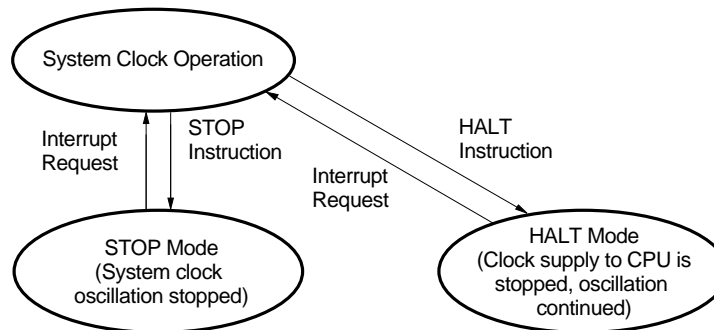 System Clock Operation
Interrupt
Request
STOP
Instruction
HALT
Instruction
Interrupt
Request
STOP Mode
(System clock
oscillation stopped)
HALT Mode
(Clock supply to CPU is
stopped, oscillation
continued)